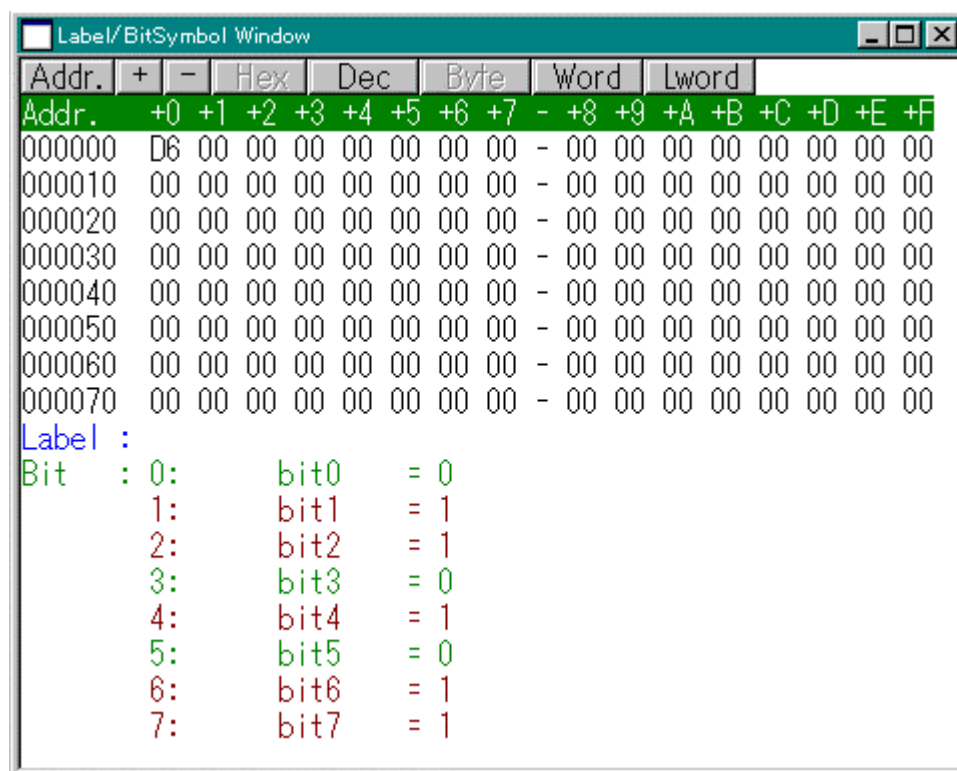 Label/BitSymbol Window
Addr. + - Hex Dec Byte Word Lword
Addr. +0 +1 +2 +3 +4 +5 +6 +7 - +8 +9 +A +B +C +D +E +F
000000 D6 00 00 00 00 00 00 00 - 00 00 00 00 00 00 00 00
000010 00 00 00 00 00 00 00 00 - 00 00 00 00 00 00 00 00
000020 00 00 00 00 00 00 00 00 - 00 00 00 00 00 00 00 00
000030 00 00 00 00 00 00 00 00 - 00 00 00 00 00 00 00 00
000040 00 00 00 00 00 00 00 00 - 00 00 00 00 00 00 00 00
000050 00 00 00 00 00 00 00 00 - 00 00 00 00 00 00 00 00
000060 00 00 00 00 00 00 00 00 - 00 00 00 00 00 00 00 00
000070 00 00 00 00 00 00 00 00 - 00 00 00 00 00 00 00 00
Label :
Bit : 0: bit0 = 0
1: bit1 = 1
2: bit2 = 1
3: bit3 = 0
4: bit4 = 1
5: bit5 = 0
6: bit6 = 1
7: bit7 = 1